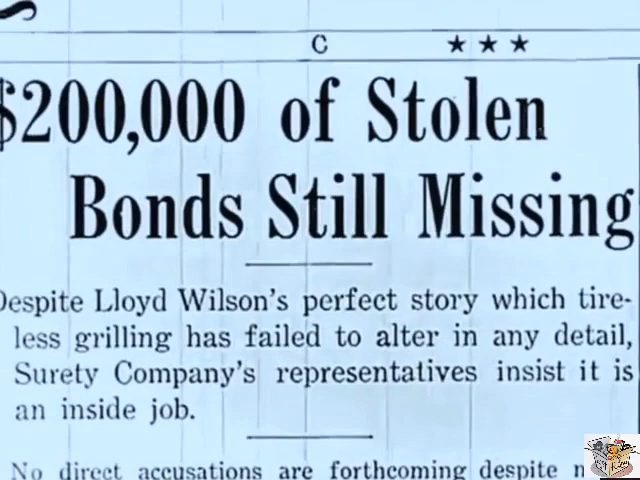 C ★ ★ ★
$200,000 of Stolen
Bonds Still Missing
Despite Lloyd Wilson's perfect story which tire-
less grilling has failed to alter in any detail,
Surety Company's representatives insist it is
an inside job.
No direct accusations are forthcoming despite